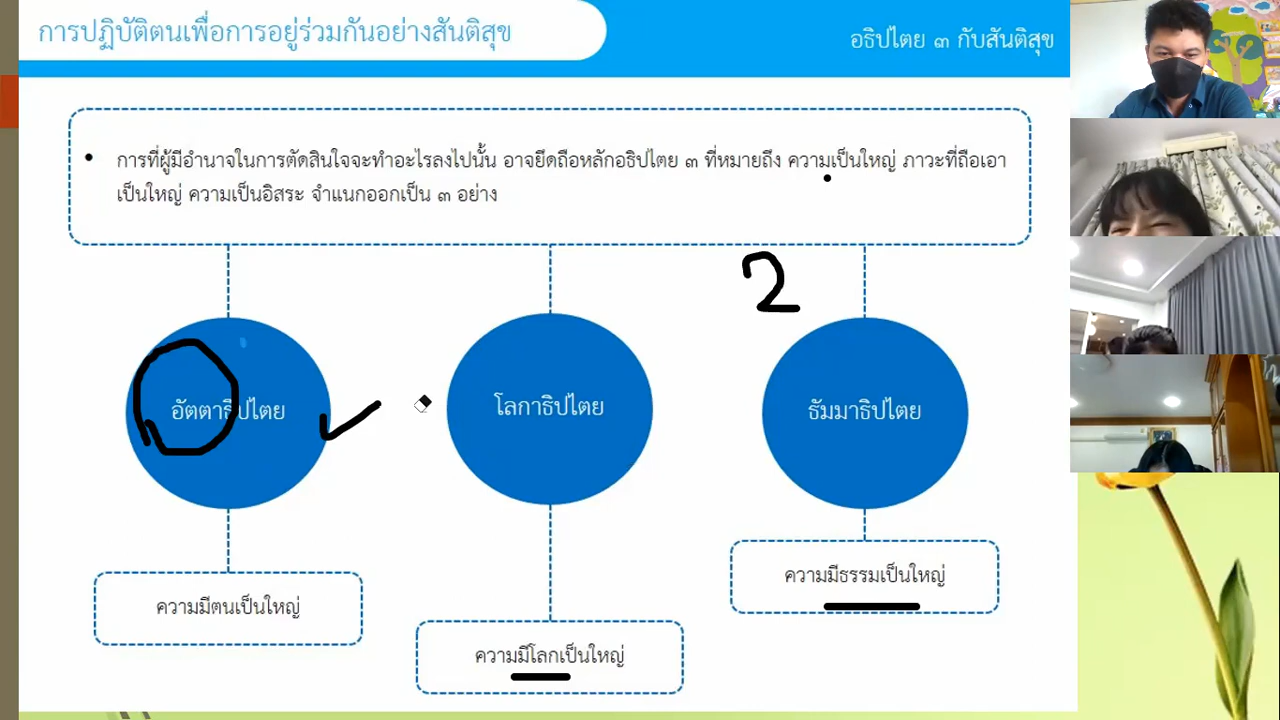 การปฏิบัติตนเพื่อการอยู่ร่วมกันอย่างสันติสุข
อธิปไตย ๓ กับสันติสุข
• การที่ผู้มีอำนาจในการตัดสินใจจะทำอะไรลงไปนั้น อาจยึดถือหลักอธิปไตย ๓ ที่หมายถึง ความเป็นใหญ่ ภาวะที่ถือเอา
เป็นใหญ่ ความเป็นอิสระ จำแนกออกเป็น ๓ อย่าง
2
อัตตาธิปไตย
โลกาธิปไตย
ธัมมาธิปไตย
ความมีตนเป็นใหญ่
ความมีโลกเป็นใหญ่
ความมีธรรมเป็นใหญ่